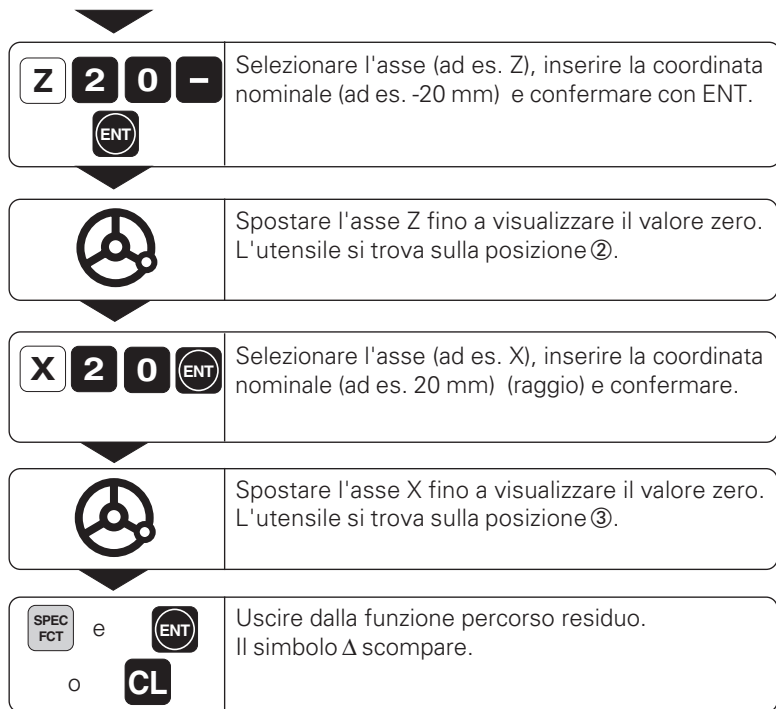 Z 2 0 – Selezionare l'asse (ad es. Z), inserire la coordinata
ENT nominale (ad es. -20 mm) e confermare con ENT.
Spostare l'asse Z fino a visualizzare il valore zero.
L'utensile si trova sulla posizione ②.
X 2 0 ENT Selezionare l'asse (ad es. X), inserire la coordinata
nominale (ad es. 20 mm) (raggio) e confermare.
Spostare l'asse X fino a visualizzare il valore zero.
L'utensile si trova sulla posizione ③.
SPEC FCT e ENT Uscire dalla funzione percorso residuo.
o CL Il simbolo Δ scompare.